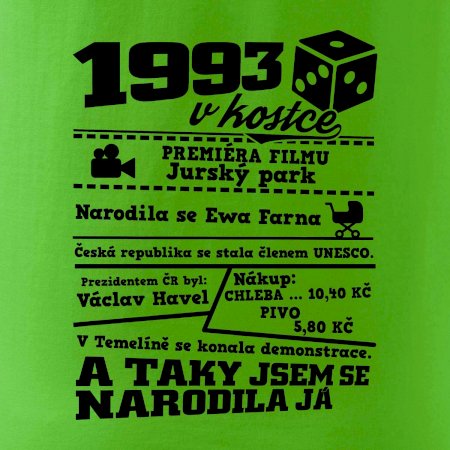 1993
v kostce
PREMIÉRA FILMU
Jurský park
Narodila se Ewa Farna
Česká republika se stala členem UNESCO.
Prezidentem ČR byl:
Václav Havel
Nákup:
CHLEBA ... 10,40 KČ
PIVO
5,80 KČ
V Temelíně se konala demonstrace.
A TAKY JSEM SE
NARODILA JÁ